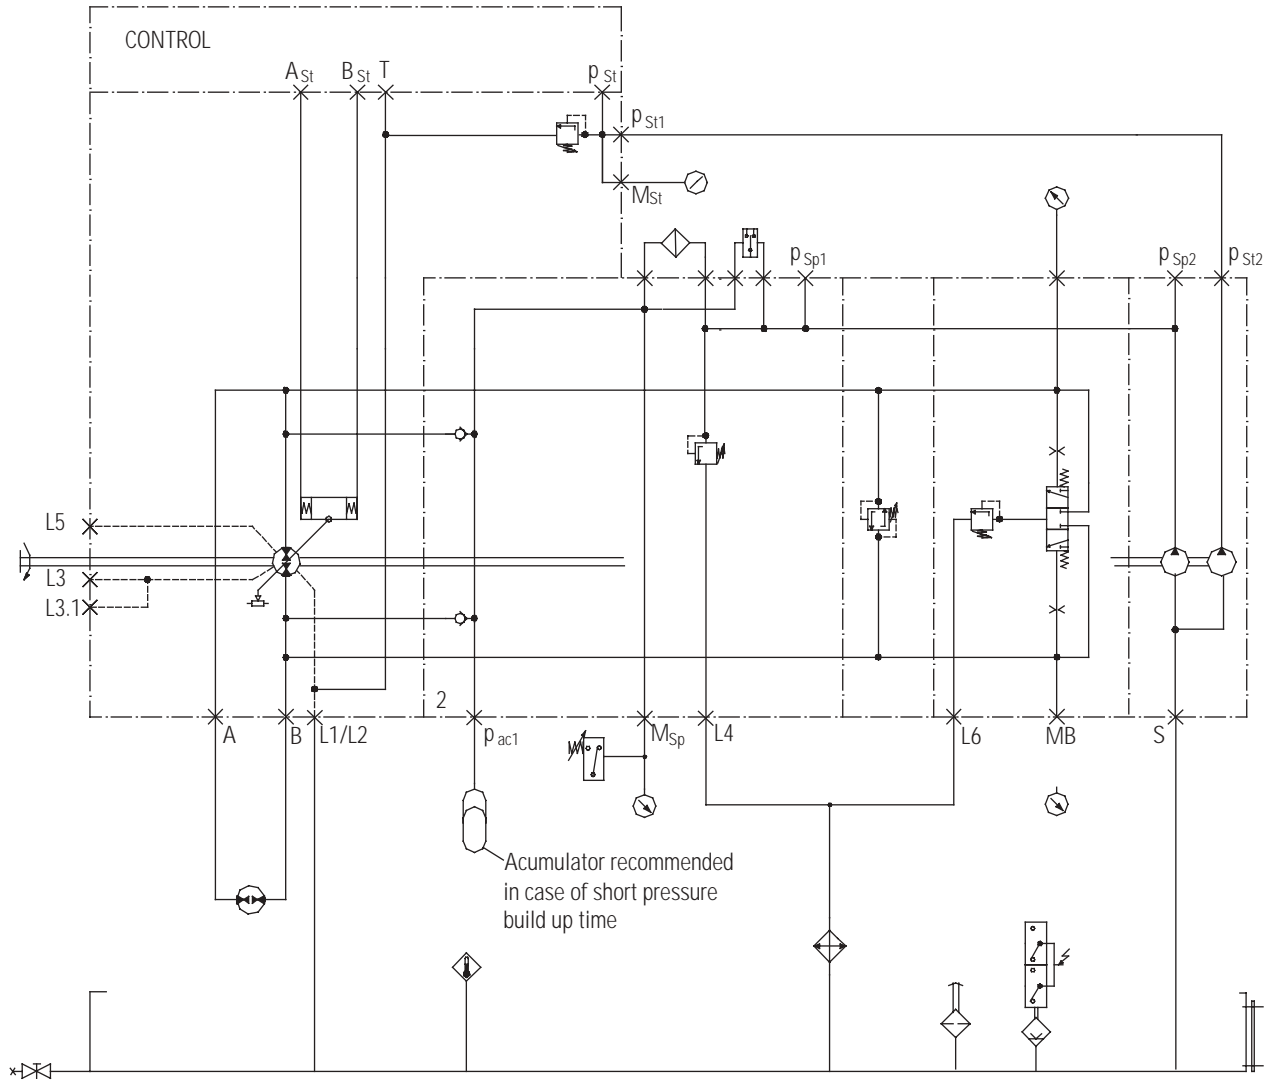 CONTROL
A St B St T p St
p St1
M St
p Sp1
p Sp2
p St2
L5
L3
L3.1
2
A B L1/L2 p ac1 M Sp L4 L6 MB S
Acumulator recommended
in case of short pressure
build up time